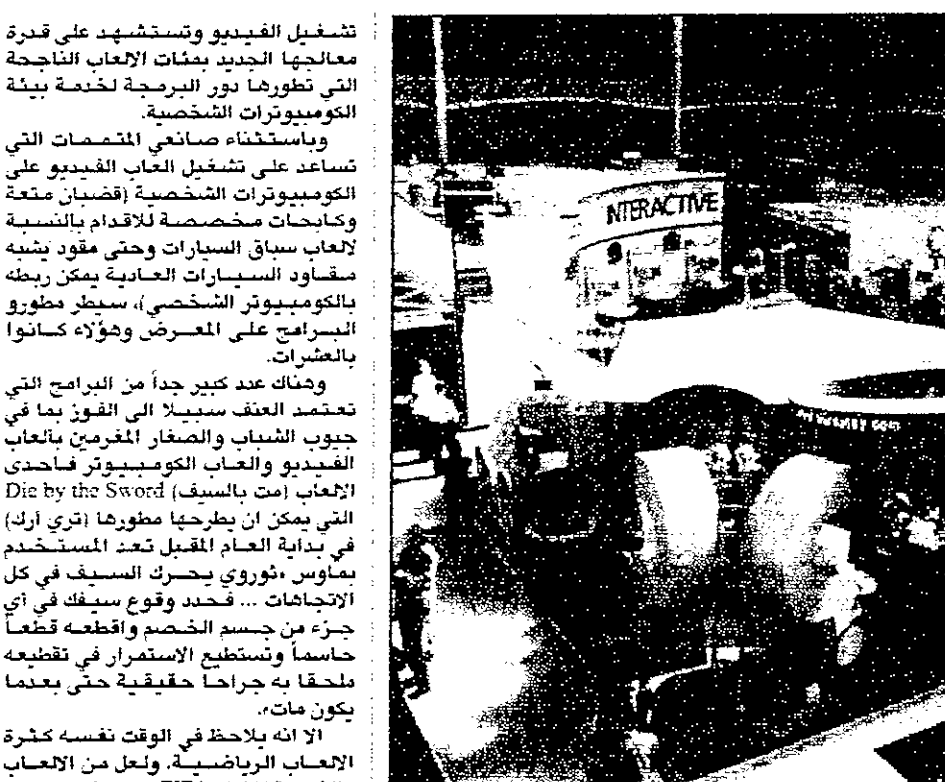 تشغيل الفيديو وتستشهد على قدرة
معالجها الجديد بمئات الالعاب الناجحة
التي تطورها دور البرمجة لخدمة بيئة
الكومبيوترات الشخصية.
وباستثناء صانعي المتممات التي
تساعد على تشغيل العاب الفيديو على
الكومبيوترات الشخصية (قضبان متعة
وكابحات مخصصة للاقدام بالنسبة
لالعاب سباق السيارات وحتى مقود يشبه
مقاود السيارات العادية يمكن ربطه
بالكومبيوتر الشخصي)، سيطر مطورو
البرامج على المعرض وهؤلاء كانوا
بالعشرات.
وهناك عدد كبير جداً من البرامج التي
تعتمد العنف سبيلا الى الفوز بما في
جيوب الشباب والصغار المغرمين بالعاب
الفيديو والعاب الكومبيوتر فاحدى
الالعاب (مت بالسيف) Die by the Sword
التي يمكن ان يطرحها مطورها (تري ارك)
في بداية العام المقبل تعد المستخدم
بماوس «ثوروي يحرك السيف في كل
الاتجاهات ... فحدد وقوع سيفك في أي
جزء من جسم الخصم واقطعه قطعاً
حاسماً وتستطيع الاستمرار في تقطيعه
ملحقا به جراحاً حقيقية حتى بعدما
يكون مات».
الا انه يلاحظ في الوقت نفسه كثرة
الالعاب الرياضية. ولعل من الالعاب
INTERACTIVE